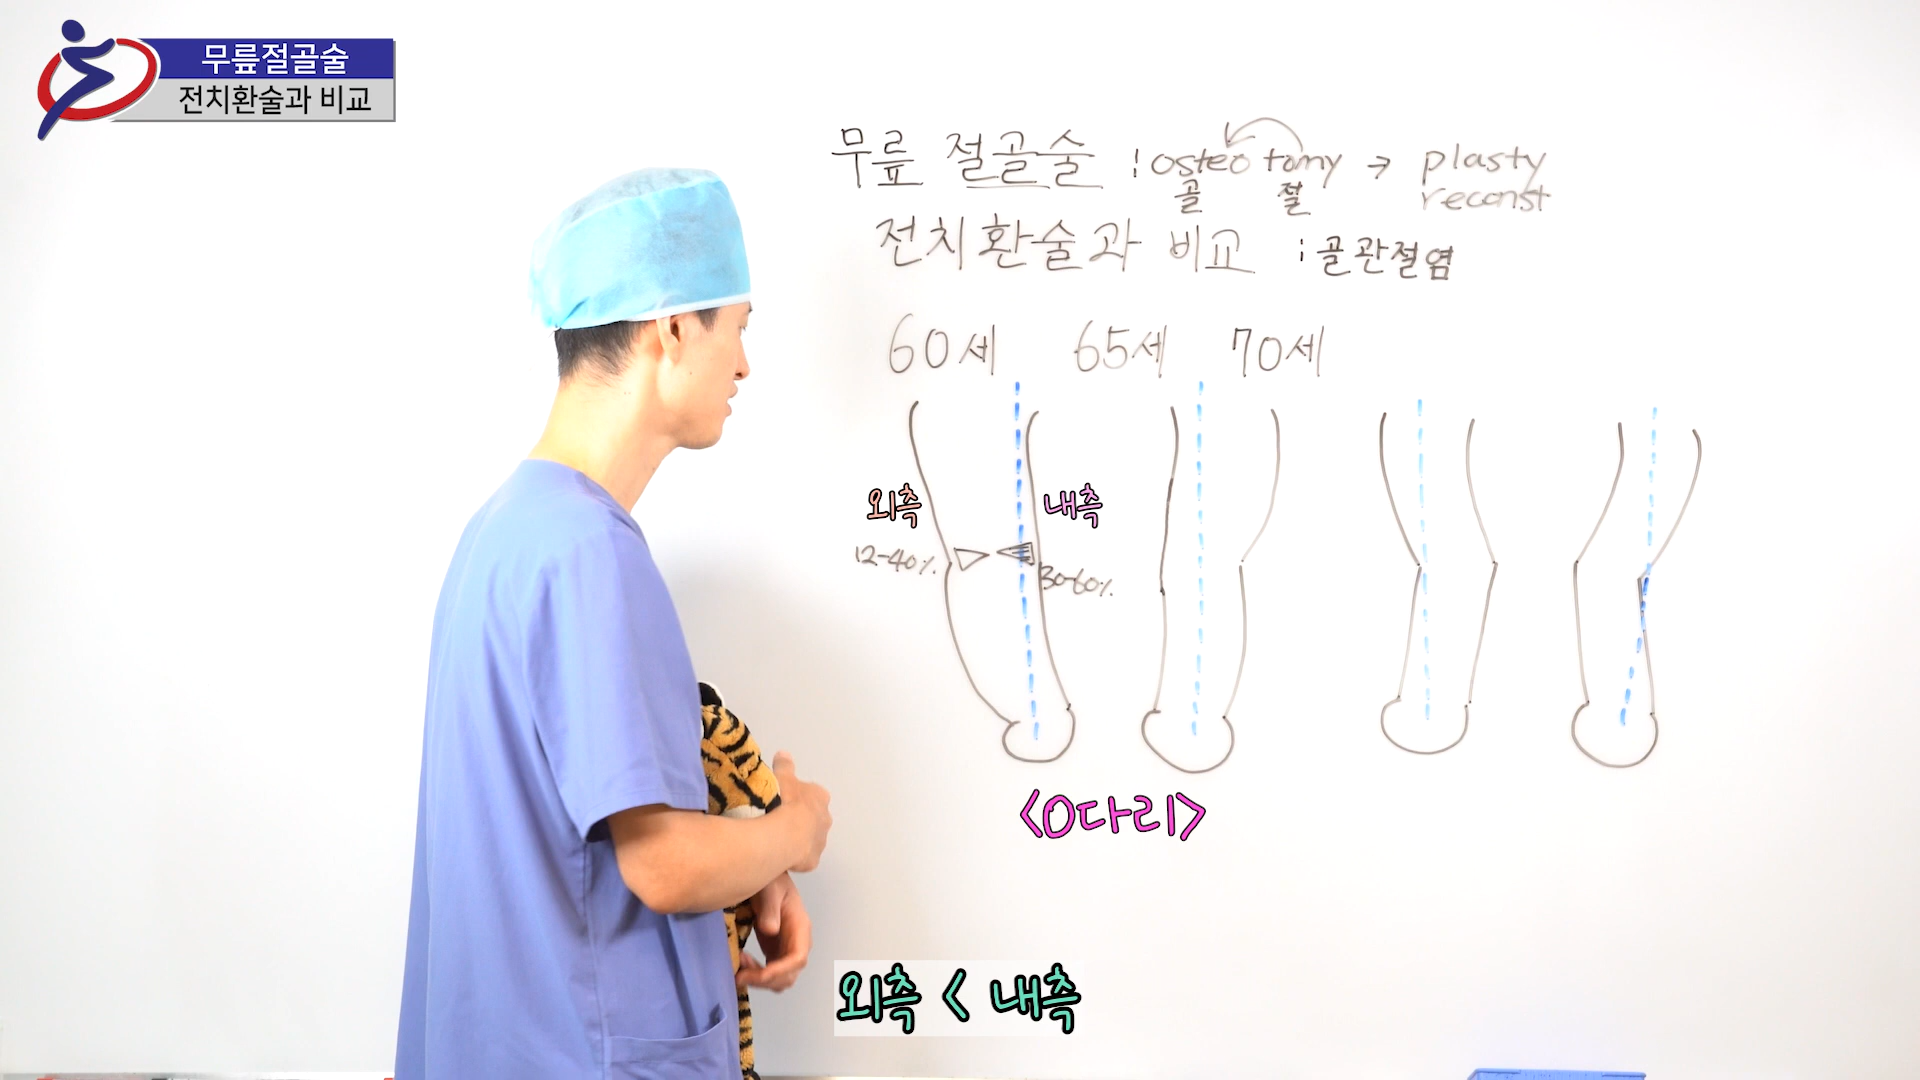 무릎절골술
전치환술과 비교
무릎 절골술 : osteotomy → plasty
골 절 reconst
전치환술과 비교 : 골관절염
60세 65세 70세
외측 내측
12-40% 30-60%
<O다리>
외측 < 내측